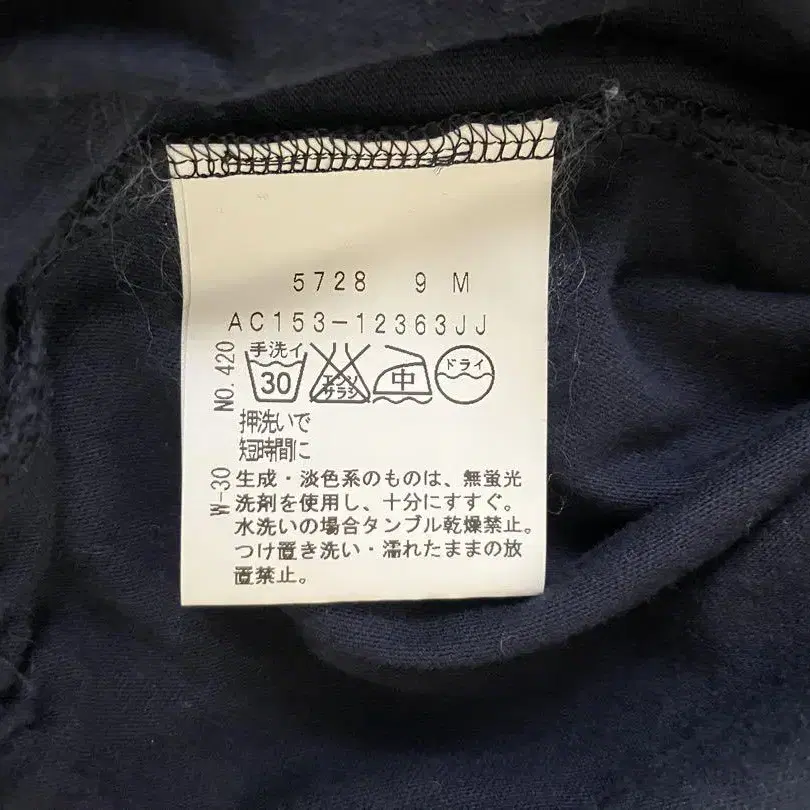 5728 9 M
AC153-12363JJ
NO.420
手洗イ
30
エンソ
サラシ
中
ドライ
押洗いで
短時間に
W-30
生成・淡色系のものは、無蛍光
洗剤を使用し、十分にすすぐ。
水洗いの場合タンブル乾燥禁止。
つけ置き洗い・濡れたままの放
置禁止。